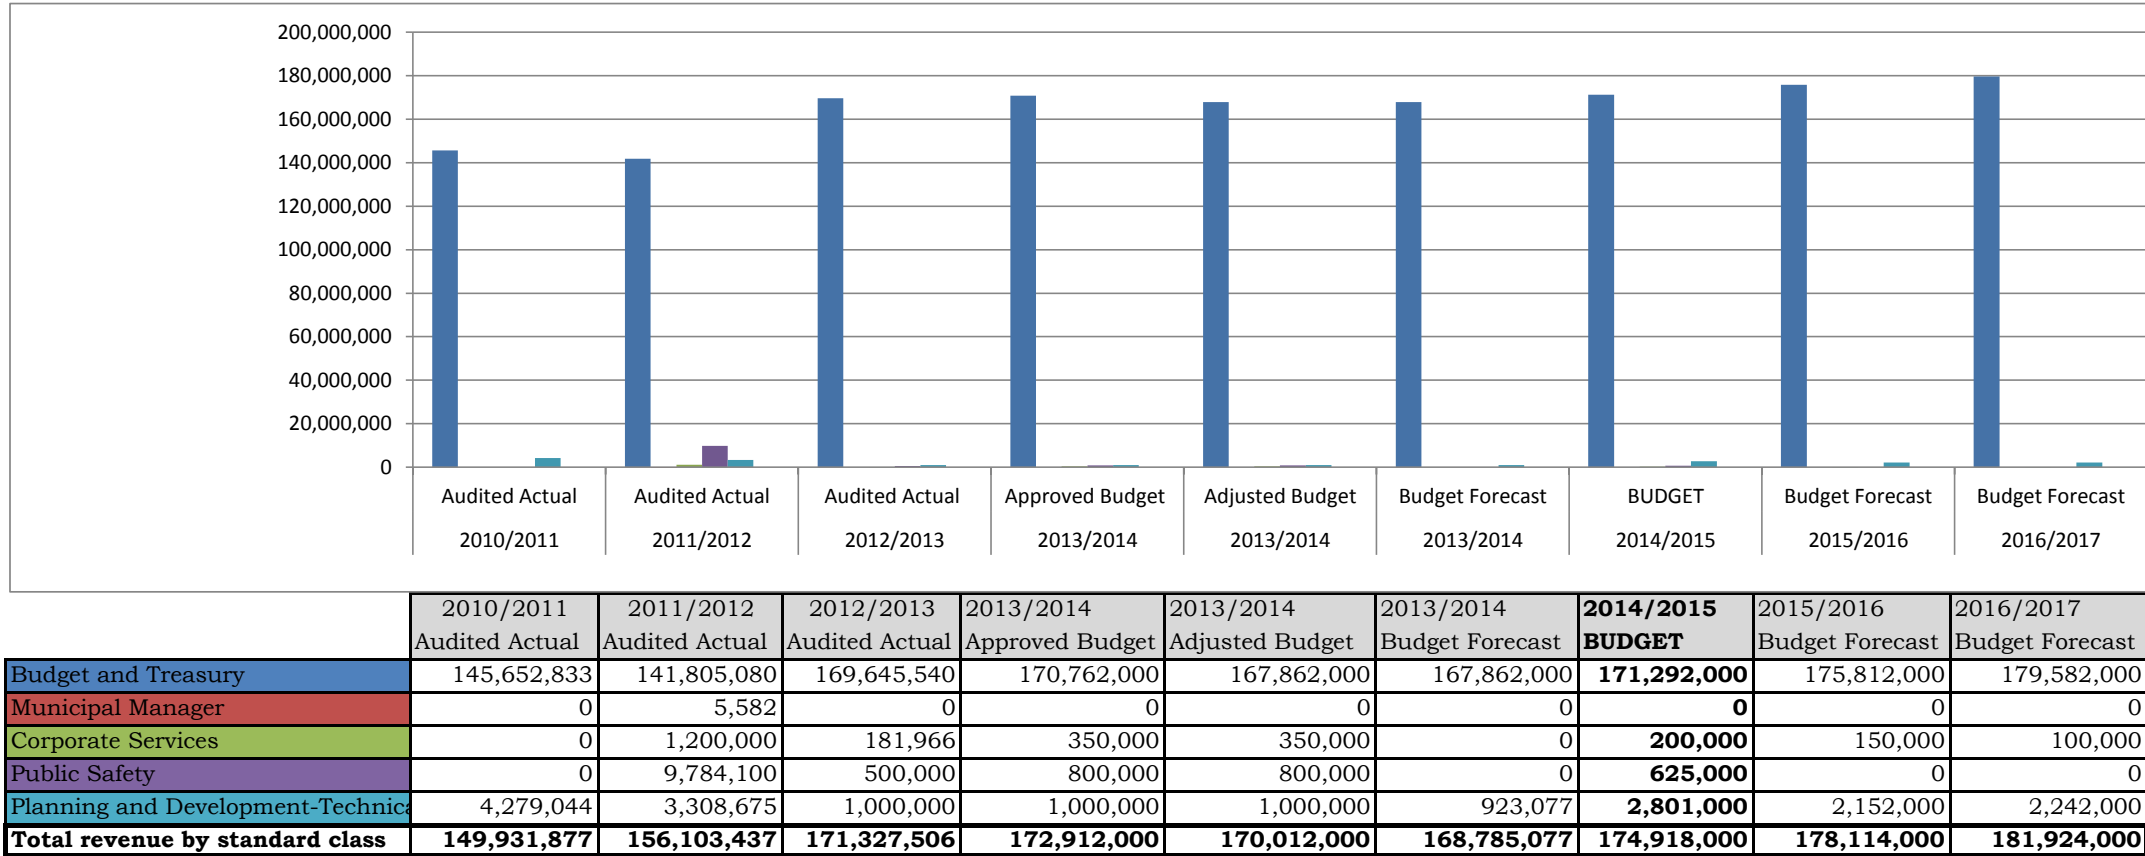 200,000,000
180,000,000
160,000,000
140,000,000
120,000,000
100,000,000
80,000,000
60,000,000
40,000,000
20,000,000
0
Audited Actual Audited Actual Audited Actual Approved Budget Adjusted Budget Budget Forecast BUDGET Budget Forecast Budget Forecast
2010/2011 2011/2012 2012/2013 2013/2014 2013/2014 2013/2014 2014/2015 2015/2016 2016/2017
2010/2011 2011/2012 2012/2013 2013/2014 2013/2014 2013/2014 2014/2015 2015/2016 2016/2017
Audited Actual Audited Actual Audited Actual Approved Budget Adjusted Budget Budget Forecast BUDGET Budget Forecast Budget Forecast
Budget and Treasury 145,652,833 141,805,080 169,645,540 170,762,000 167,862,000 167,862,000 171,292,000 175,812,000 179,582,000
Municipal Manager 0 5,582 0 0 0 0 0 0 0
Corporate Services 0 1,200,000 181,966 350,000 350,000 0 200,000 150,000 100,000
Public Safety 0 9,784,100 500,000 800,000 800,000 0 625,000 0 0
Planning and Development-Technica 4,279,044 3,308,675 1,000,000 1,000,000 1,000,000 923,077 2,801,000 2,152,000 2,242,000
Total revenue by standard class 149,931,877 156,103,437 171,327,506 172,912,000 170,012,000 168,785,077 174,918,000 178,114,000 181,924,000